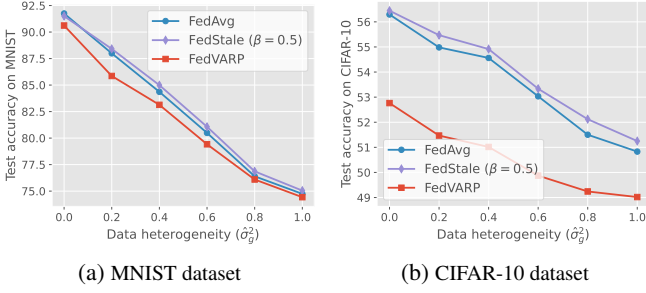 92.5
90.0
87.5
85.0
82.5
80.0
77.5
75.0
Test accuracy on MNIST
FedAvg
FedStale (β = 0.5)
FedVARP
0.0 0.2 0.4 0.6 0.8 1.0
Data heterogeneity (σ̂²g)
(a) MNIST dataset
56
55
54
53
52
51
50
49
Test accuracy on CIFAR-10
FedAvg
FedStale (β = 0.5)
FedVARP
0.0 0.2 0.4 0.6 0.8 1.0
Data heterogeneity (σ̂²g)
(b) CIFAR-10 dataset